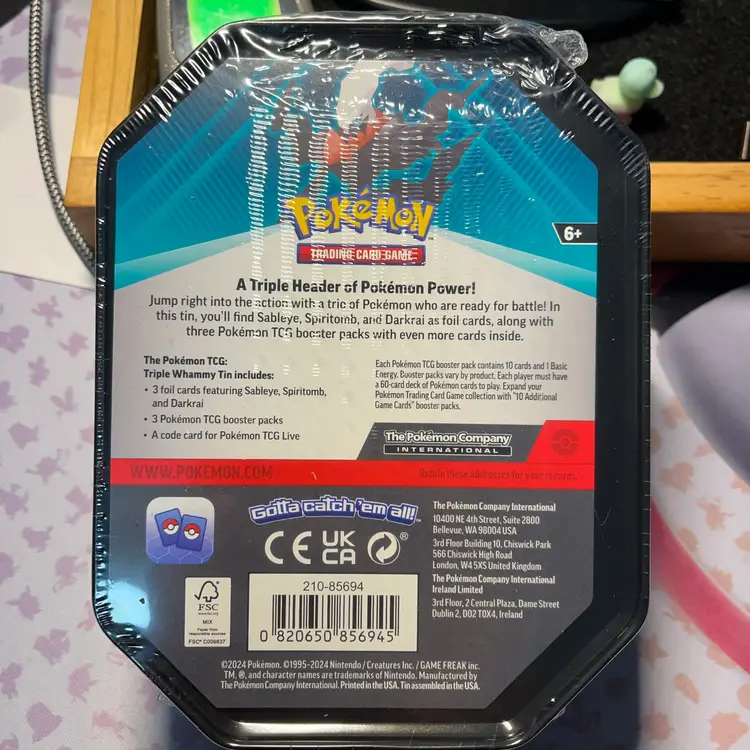 POKéMON
TRADING CARD GAME
6+
A Triple Header of Pokémon Power!
Jump right into the action with a trio of Pokémon who are ready for battle! In
this tin, you'll find Sableye, Spiritomb, and Darkrai as foil cards, along with
three Pokémon TCG booster packs with even more cards inside.
The Pokémon TCG:
Triple Whammy Tin includes:
• 3 foil cards featuring Sableye, Spiritomb,
and Darkrai
• 3 Pokémon TCG booster packs
• A code card for Pokémon TCG Live
Each Pokémon TCG booster pack contains 10 cards and 1 Basic
Energy. Booster packs vary by product. Each player must have
a 60-card deck of Pokémon cards to play. Expand your
Pokémon Trading Card Game collection with "10 Additional
Game Cards" booster packs.
The Pokémon Company
INTERNATIONAL
WWW.POKEMON.COM
Retain these addresses for your records.
Gotta catch 'em all!™
CE UK
CA ®
The Pokémon Company International
10400 NE 4th Street, Suite 2800
Bellevue, WA 98004 USA
3rd Floor Building 10, Chiswick Park
566 Chiswick High Road
London, W4 5XS United Kingdom
The Pokémon Company International
Ireland Limited
3rd Floor, 2 Central Plaza, Dame Street
Dublin 2, D02 T0X4, Ireland
FSC
www.fsc.org
MIX
Paper from
responsible sources
FSC® C009837
210-85694
0 820650 856945
©2024 Pokémon. ©1995-2024 Nintendo / Creatures Inc. / GAME FREAK inc.
TM, ®, and character names are trademarks of Nintendo. Manufactured by
The Pokémon Company International. Printed in the USA. Tin assembled in the USA.